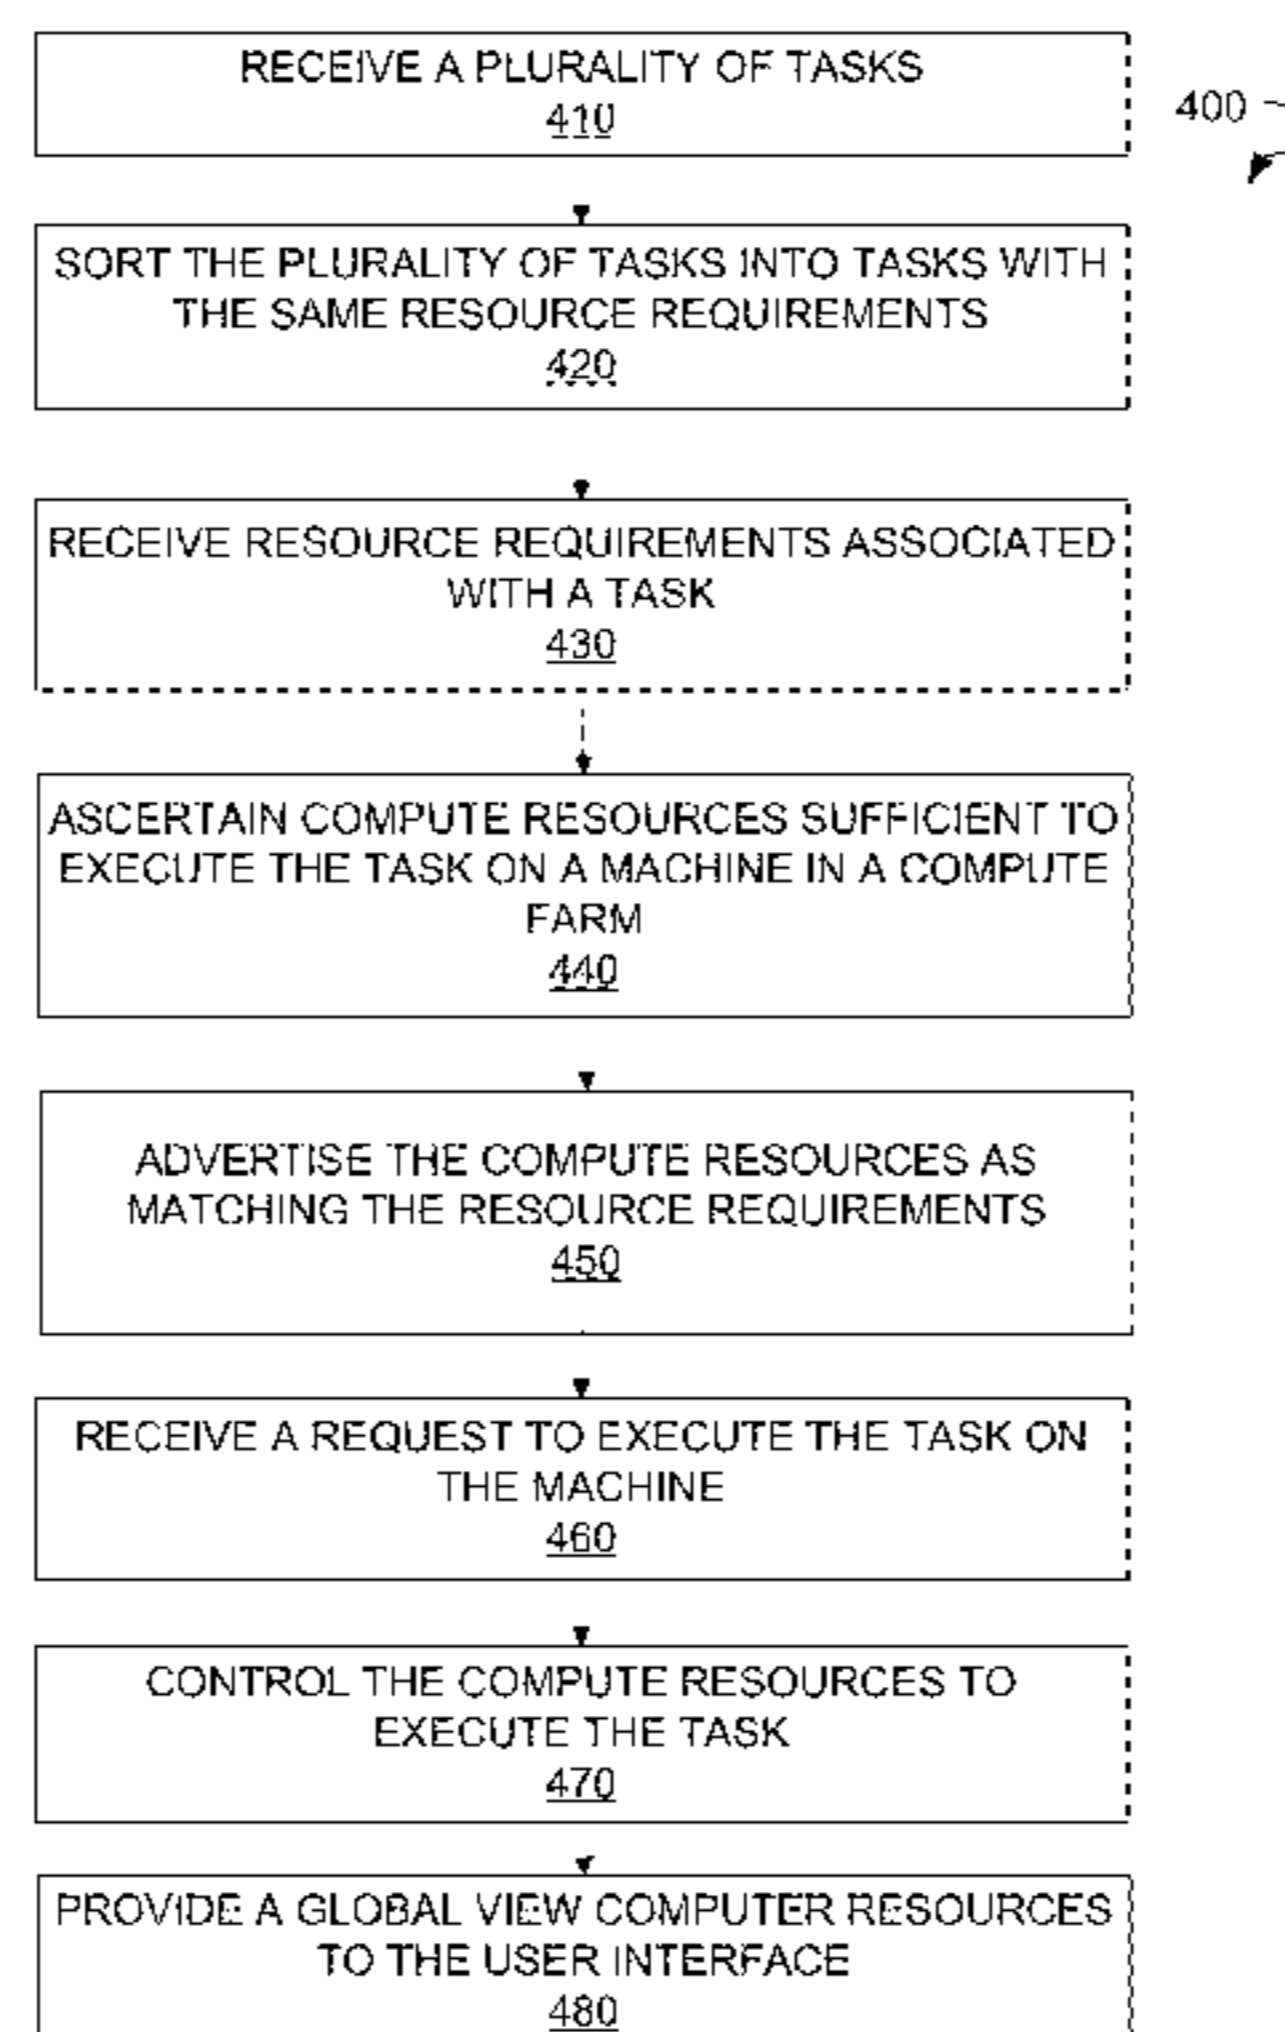 RECEIVE A PLURALITY OF TASKS
410
400
SORT THE PLURALITY OF TASKS INTO TASKS WITH
THE SAME RESOURCE REQUIREMENTS
420
RECEIVE RESOURCE REQUIREMENTS ASSOCIATED
WITH A TASK
430
ASCERTAIN COMPUTE RESOURCES SUFFICIENT TO
EXECUTE THE TASK ON A MACHINE IN A COMPUTE
FARM
440
ADVERTISE THE COMPUTE RESOURCES AS
MATCHING THE RESOURCE REQUIREMENTS
450
RECEIVE A REQUEST TO EXECUTE THE TASK ON
THE MACHINE
460
CONTROL THE COMPUTE RESOURCES TO
EXECUTE THE TASK
470
PROVIDE A GLOBAL VIEW COMPUTER RESOURCES
TO THE USER INTERFACE
480